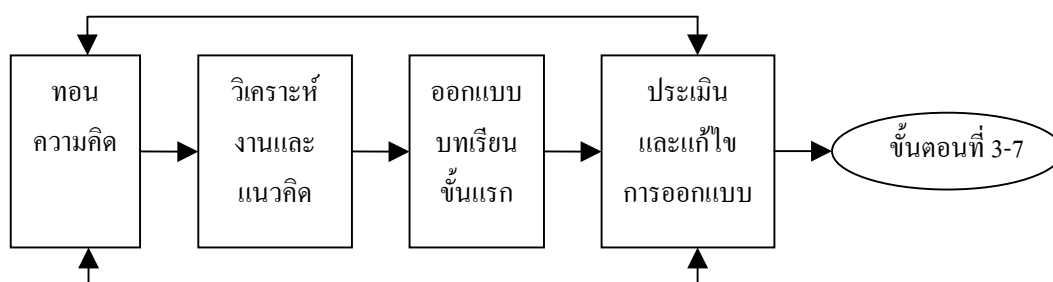 ทอน
ความคิด
วิเคราะห์
งานและ
แนวคิด
ออกแบบ
บทเรียน
ขั้นแรก
ประเมิน
และแก้ไข
การออกแบบ
ขั้นตอนที่ 3-7